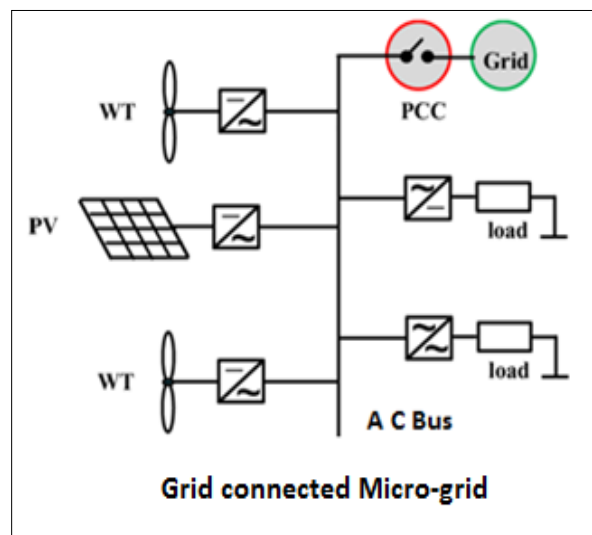 Grid
WT
PCC
PV
load
WT
load
A C Bus
Grid connected Micro-grid